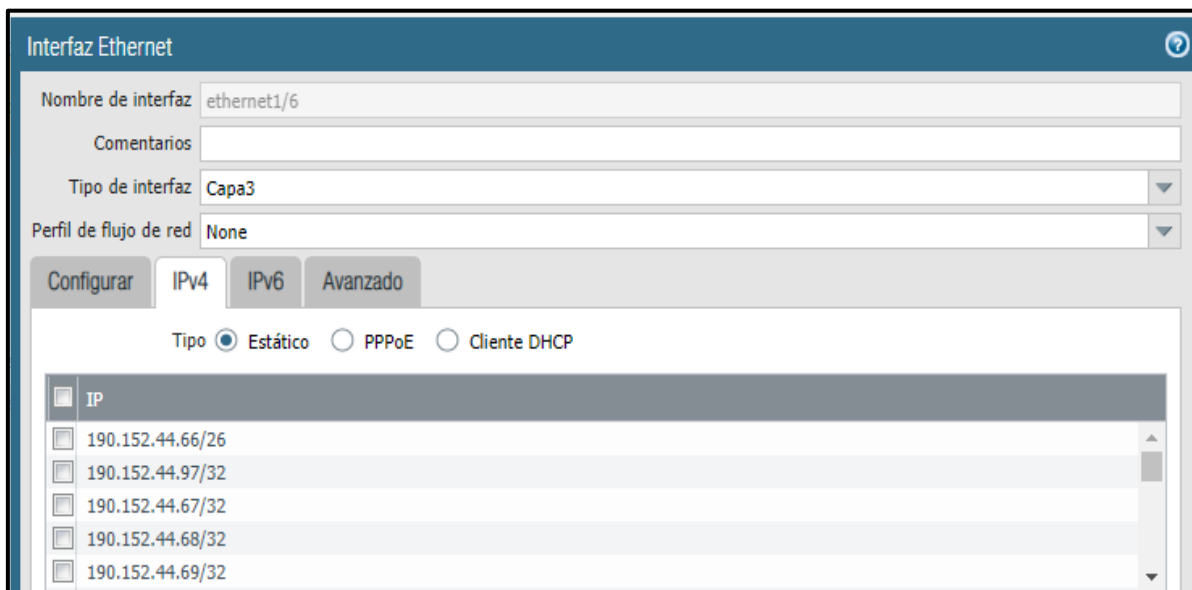 Interfaz Ethernet
Nombre de interfaz ethernet1/6
Comentarios
Tipo de interfaz Capa3
Perfil de flujo de red None
Configurar IPv4 IPv6 Avanzado
Tipo Estático PPPoE Cliente DHCP
IP
190.152.44.66/26
190.152.44.97/32
190.152.44.67/32
190.152.44.68/32
190.152.44.69/32